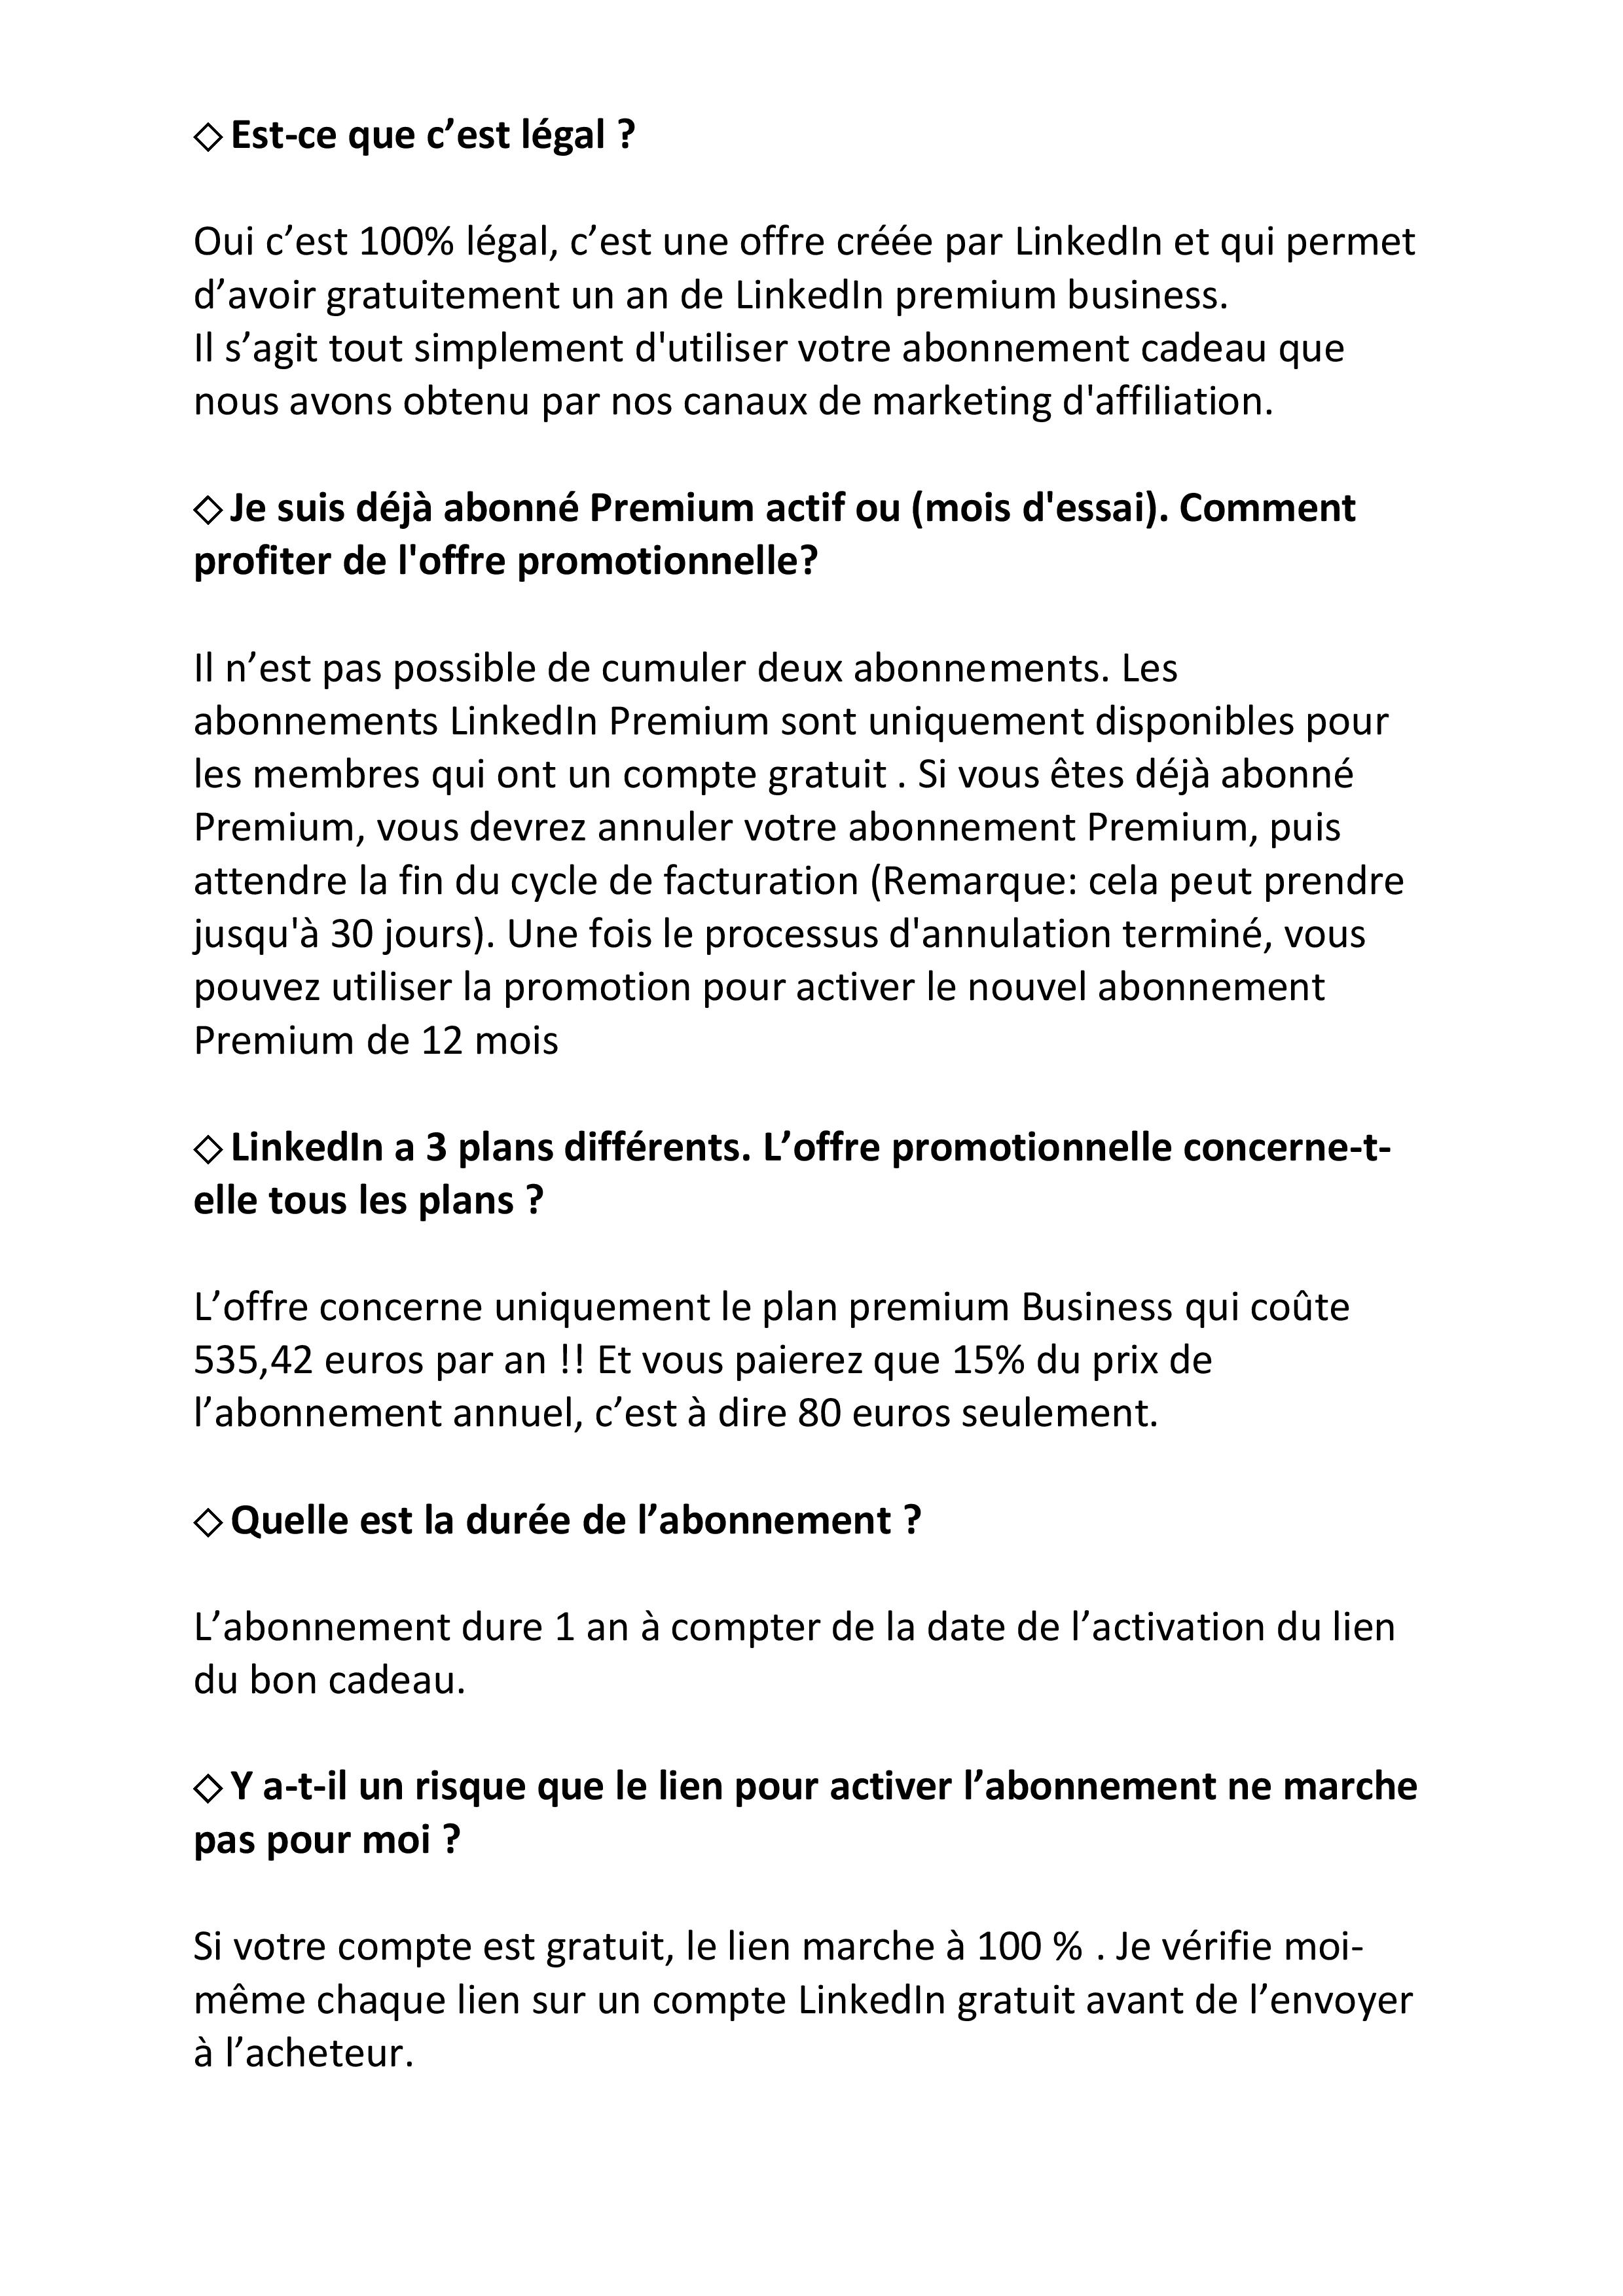 ◇ Est-ce que c’est légal ?
Oui c’est 100% légal, c’est une offre créée par LinkedIn et qui permet
d’avoir gratuitement un an de LinkedIn premium business.
Il s’agit tout simplement d'utiliser votre abonnement cadeau que
nous avons obtenu par nos canaux de marketing d'affiliation.
◇ Je suis déjà abonné Premium actif ou (mois d'essai). Comment
profiter de l'offre promotionnelle?
Il n’est pas possible de cumuler deux abonnements. Les
abonnements LinkedIn Premium sont uniquement disponibles pour
les membres qui ont un compte gratuit . Si vous êtes déjà abonné
Premium, vous devrez annuler votre abonnement Premium, puis
attendre la fin du cycle de facturation (Remarque: cela peut prendre
jusqu'à 30 jours). Une fois le processus d'annulation terminé, vous
pouvez utiliser la promotion pour activer le nouvel abonnement
Premium de 12 mois
◇ LinkedIn a 3 plans différents. L’offre promotionnelle concerne-t-
elle tous les plans ?
L’offre concerne uniquement le plan premium Business qui coûte
535,42 euros par an !! Et vous paierez que 15% du prix de
l’abonnement annuel, c’est à dire 80 euros seulement.
◇ Quelle est la durée de l’abonnement ?
L’abonnement dure 1 an à compter de la date de l’activation du lien
du bon cadeau.
◇ Y a-t-il un risque que le lien pour activer l’abonnement ne marche
pas pour moi ?
Si votre compte est gratuit, le lien marche à 100 % . Je vérifie moi-
même chaque lien sur un compte LinkedIn gratuit avant de l’envoyer
à l’acheteur.